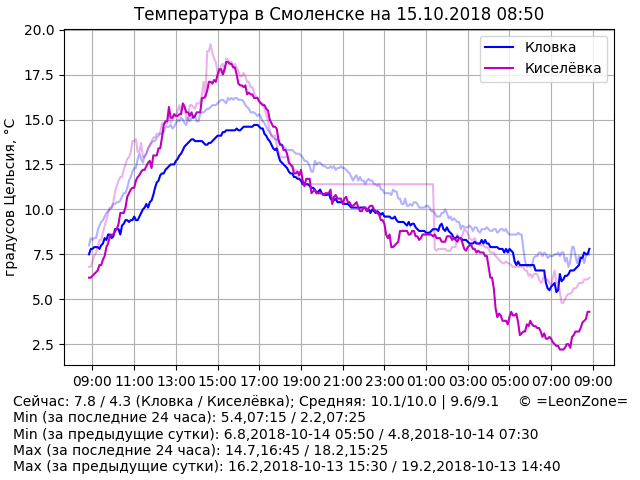 Температура в Смоленске на 15.10.2018 08:50
градусов Цельсия, °C
20.0
17.5
15.0
12.5
10.0
7.5
5.0
2.5
Кловка
Киселёвка
09:00 11:00 13:00 15:00 17:00 19:00 21:00 23:00 01:00 03:00 05:00 07:00 09:00
Сейчас: 7.8 / 4.3 (Кловка / Киселёвка); Средняя: 10.1/10.0 | 9.6/9.1 © =LeonZone=
Min (за последние 24 часа): 5.4,07:15 / 2.2,07:25
Min (за предыдущие сутки): 6.8,2018-10-14 05:50 / 4.8,2018-10-14 07:30
Max (за последние 24 часа): 14.7,16:45 / 18.2,15:25
Max (за предыдущие сутки): 16.2,2018-10-13 15:30 / 19.2,2018-10-13 14:40